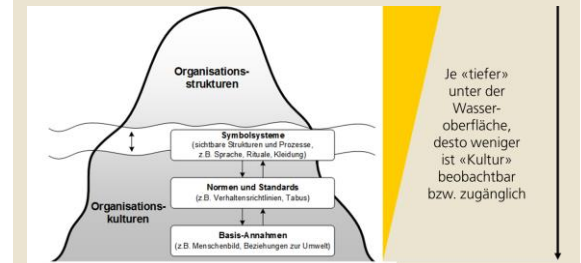 Organisations-
strukturen
Symbolsysteme
(sichtbare Strukturen und Prozesse,
z.B. Sprache, Rituale, Kleidung)
Normen und Standards
(z.B. Verhaltensrichtlinien, Tabus)
Organisations-
kulturen
Basis-Annahmen
(z.B. Menschenbild, Beziehungen zur Umwelt)
Je «tiefer»
unter der
Wasser-
oberfläche,
desto weniger
ist «Kultur»
beobachtbar
bzw. zugänglich